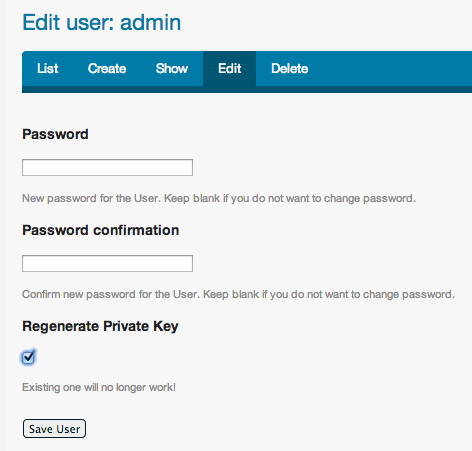 Edit user: admin
List Create Show Edit Delete
Password
New password for the User. Keep blank if you do not want to change password.
Password confirmation
Confirm new password for the User. Keep blank if you do not want to change password.
Regenerate Private Key
Existing one will no longer work!
Save User